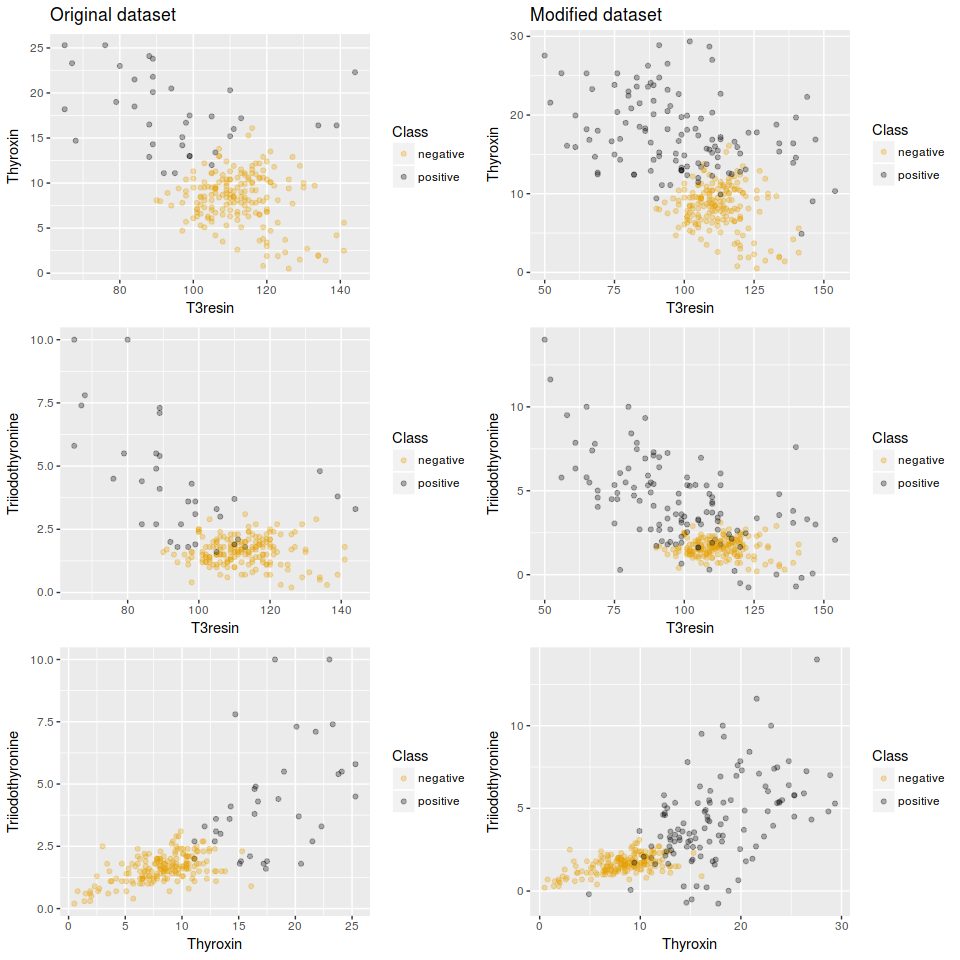 Original dataset
Modified dataset
25
20
15
10
5
0
Thyroxin
80
100
120
140
T3resin
Class
negative
positive
30
20
10
0
Thyroxin
50
75
100
125
150
T3resin
Class
negative
positive
10.0
7.5
5.0
2.5
0.0
Triiodothyronine
80
100
120
140
T3resin
Class
negative
positive
10
5
0
Triiodothyronine
50
75
100
125
150
T3resin
Class
negative
positive
10.0
7.5
5.0
2.5
0.0
Triiodothyronine
0
5
10
15
20
25
Thyroxin
Class
negative
positive
10
5
0
Triiodothyronine
0
10
20
30
Thyroxin
Class
negative
positive